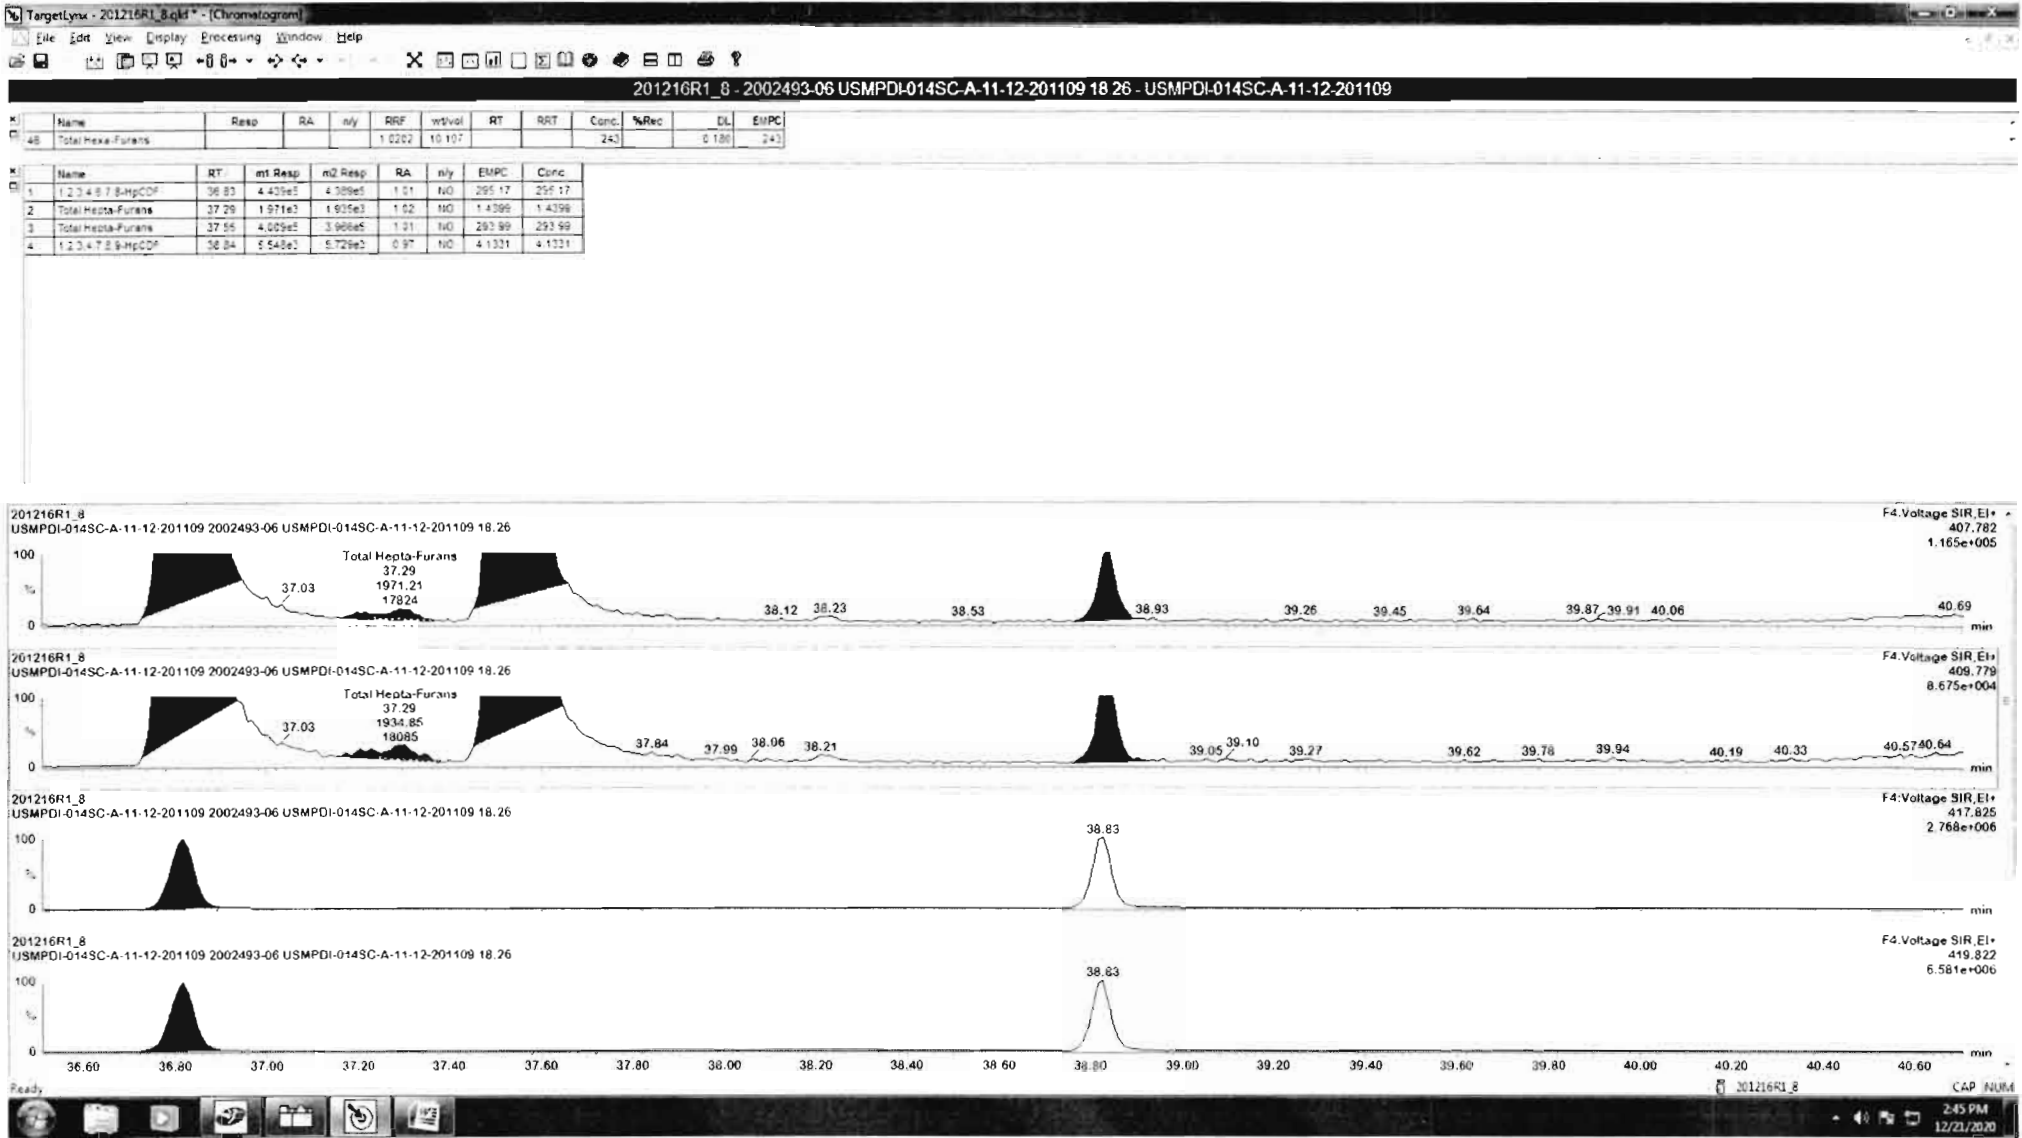 TargetLynx - 201216R1_8.qld * - [Chromatogram]
File Edit View Display Processing Window Help
201216R1_8 - 2002493-06 USMPDI-014SC-A-11-12-201109 18 26 - USMPDI-014SC-A-11-12-201109
Name Resp RA n/y RRF wt/vol RT RRT Conc. %Rec DL EMPC
48 Total Hexa-Furans 1.0202 10.107 243 0.180 243
Name RT m1 Resp m2 Resp RA n/y EMPC Conc
1 1,2,3,4,6,7,8-HpCDF 36.83 4.439e5 4.389e5 1.01 NO 295.17 295.17
2 Total Hepta-Furans 37.29 1.971e3 1.935e3 1.02 NO 1.4399 1.4399
3 Total Hepta-Furans 37.55 4.009e5 3.966e5 1.01 NO 293.99 293.99
4 1,2,3,4,7,8,9-HpCDF 38.84 5.548e3 5.729e3 0.97 NO 4.1331 4.1331
201216R1_8
USMPDI-014SC-A-11-12-201109 2002493-06 USMPDI-014SC-A-11-12-201109 18.26
F4:Voltage SIR,EI+
407.782
1.165e+005
100
%
0
37.03
Total Hepta-Furans
37.29
1971.21
17824
38.12 38.23 38.53 38.93 39.26 39.45 39.64 39.87 39.91 40.06 40.69
min
201216R1_8
USMPDI-014SC-A-11-12-201109 2002493-06 USMPDI-014SC-A-11-12-201109 18.26
F4:Voltage SIR,EI+
409.779
8.675e+004
100
%
0
37.03
Total Hepta-Furans
37.29
1934.85
18085
37.84 37.99 38.06 38.21 39.05 39.10 39.27 39.62 39.78 39.94 40.19 40.33 40.57 40.64
min
201216R1_8
USMPDI-014SC-A-11-12-201109 2002493-06 USMPDI-014SC-A-11-12-201109 18.26
F4:Voltage SIR,EI+
417.825
2.768e+006
100
%
0
38.83
min
201216R1_8
USMPDI-014SC-A-11-12-201109 2002493-06 USMPDI-014SC-A-11-12-201109 18.26
F4:Voltage SIR,EI+
419.822
6.581e+006
100
%
0
38.83
min
36.60 36.80 37.00 37.20 37.40 37.60 37.80 38.00 38.20 38.40 38.60 38.80 39.00 39.20 39.40 39.60 39.80 40.00 40.20 40.40 40.60
Ready
201216R1_8
CAP NUM
2:45 PM
12/21/2020